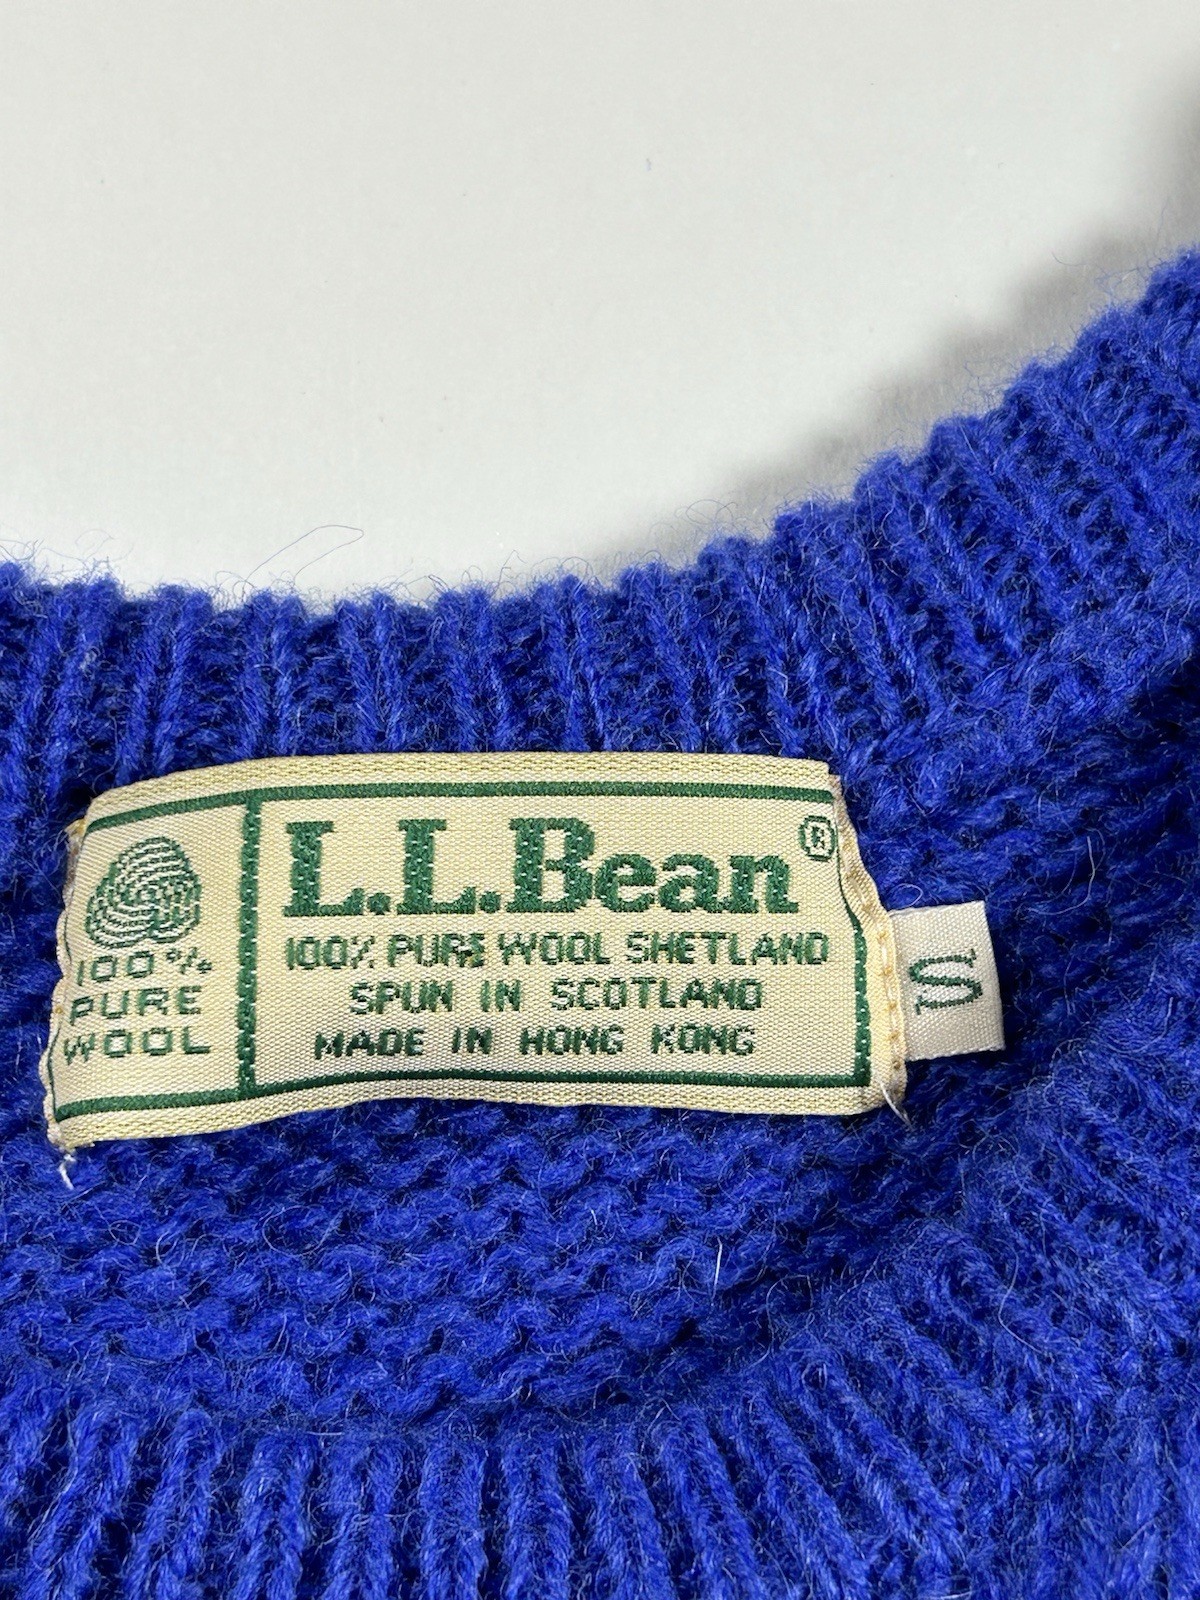 100%
PURE
WOOL
L.L.Bean®
100% PURE WOOL SHETLAND
SPUN IN SCOTLAND
MADE IN HONG KONG
S